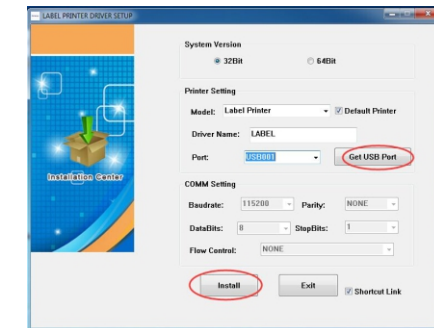 LABEL PRINTER DRIVER SETUP
System Version
32Bit 64Bit
Printer Setting
Model: Label Printer Default Printer
Driver Name: LABEL
Port: USB001 Get USB Port
Installation Center
COMM Setting
Baudrate: 115200 Parity: NONE
DataBits: 8 StopBits: 1
Flow Control: NONE
Install Exit Shortcut Link